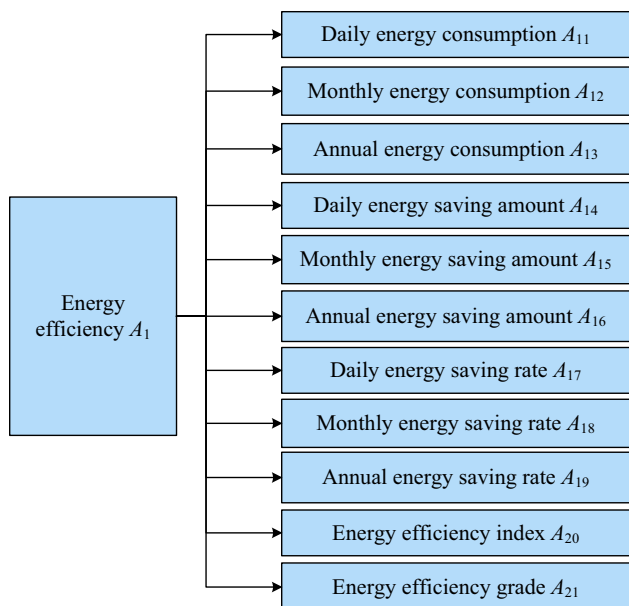 Daily energy consumption A11
Monthly energy consumption A12
Annual energy consumption A13
Daily energy saving amount A14
Monthly energy saving amount A15
Energy
efficiency A1
Annual energy saving amount A16
Daily energy saving rate A17
Monthly energy saving rate A18
Annual energy saving rate A19
Energy efficiency index A20
Energy efficiency grade A21